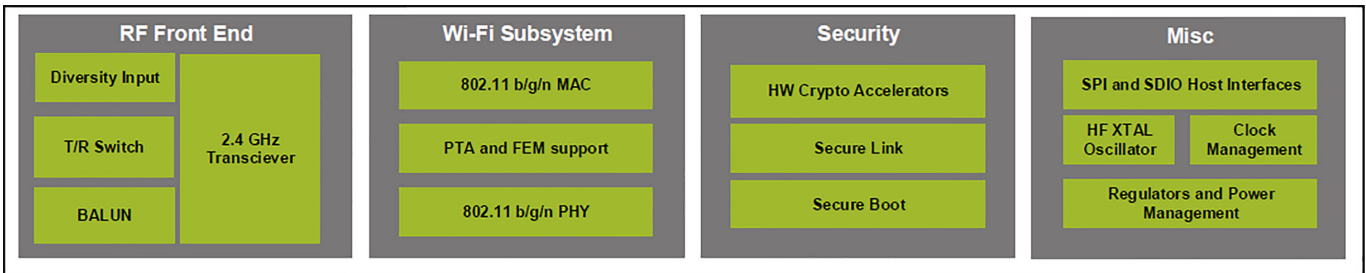 RF Front End
Diversity Input
T/R Switch
BALUN
2.4 GHz
Transciever
Wi-Fi Subsystem
802.11 b/g/n MAC
PTA and FEM support
802.11 b/g/n PHY
Security
HW Crypto Accelerators
Secure Link
Secure Boot
Misc
SPI and SDIO Host Interfaces
HF XTAL
Oscillator
Clock
Management
Regulators and Power
Management